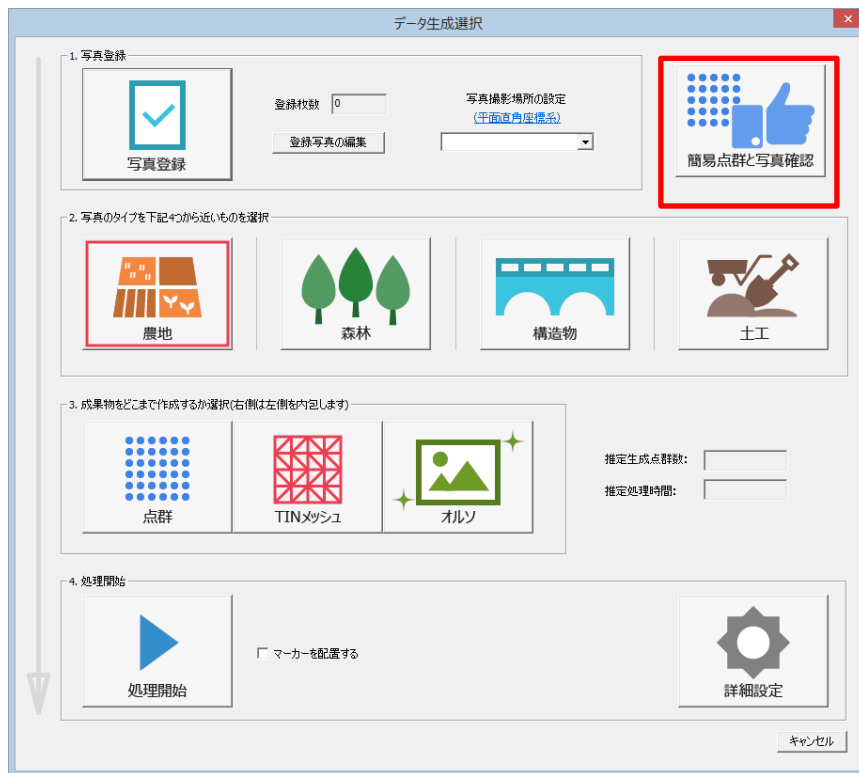 データ生成選択
1. 写真登録
写真登録
登録枚数 0
登録写真の編集
写真撮影場所の設定
(平面直角座標系)
簡易点群と写真確認
2. 写真のタイプを下記4つから近いものを選択
農地
森林
構造物
土工
3. 成果物をどこまで作成するか選択(右側は左側を内包します)
点群
TINメッシュ
オルソ
推定生成点群数:
推定処理時間:
4. 処理開始
処理開始
マーカーを配置する
詳細設定
キャンセル